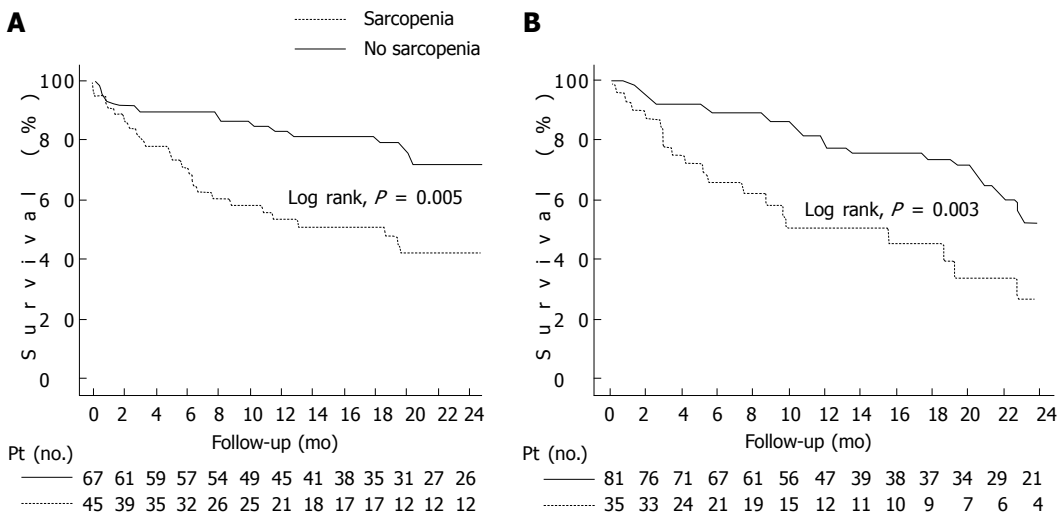 A
Sarcopenia
No sarcopenia
100
80
60
40
20
0
Survival (%)
Log rank, P = 0.005
0 2 4 6 8 10 12 14 16 18 20 22 24
Follow-up (mo)
Pt (no.)
67 61 59 57 54 49 45 41 38 35 31 27 26
45 39 35 32 26 25 21 18 17 17 12 12 12
B
100
80
60
40
20
0
Survival (%)
Log rank, P = 0.003
0 2 4 6 8 10 12 14 16 18 20 22 24
Follow-up (mo)
81 76 71 67 61 56 47 39 38 37 34 29 21
35 33 24 21 19 15 12 11 10 9 7 6 4